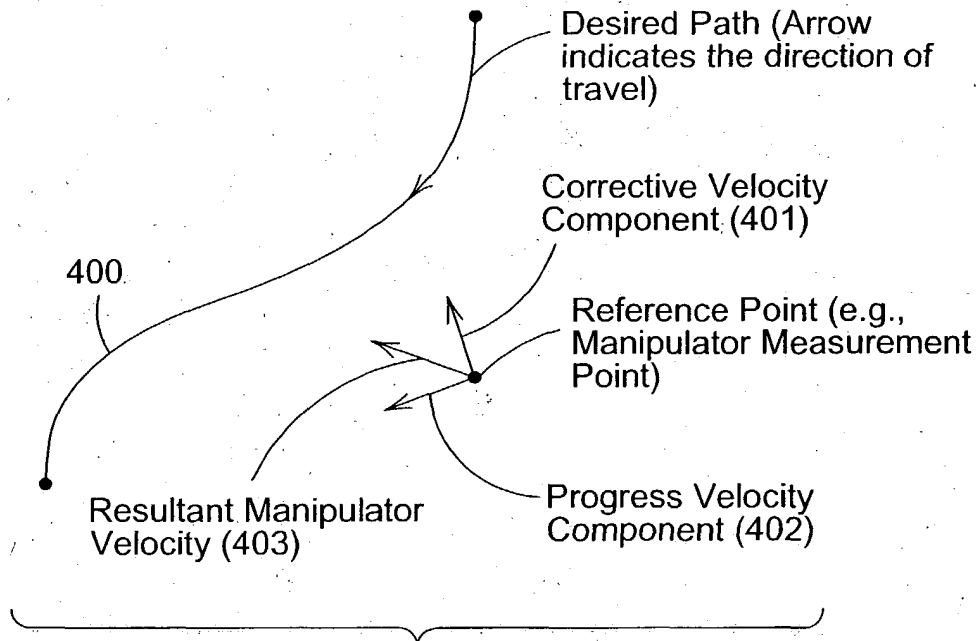 Desired Path (Arrow
indicates the direction of
travel)
Corrective Velocity
Component (401)
400
Reference Point (e.g.,
Manipulator Measurement
Point)
Resultant Manipulator
Velocity (403)
Progress Velocity
Component (402)